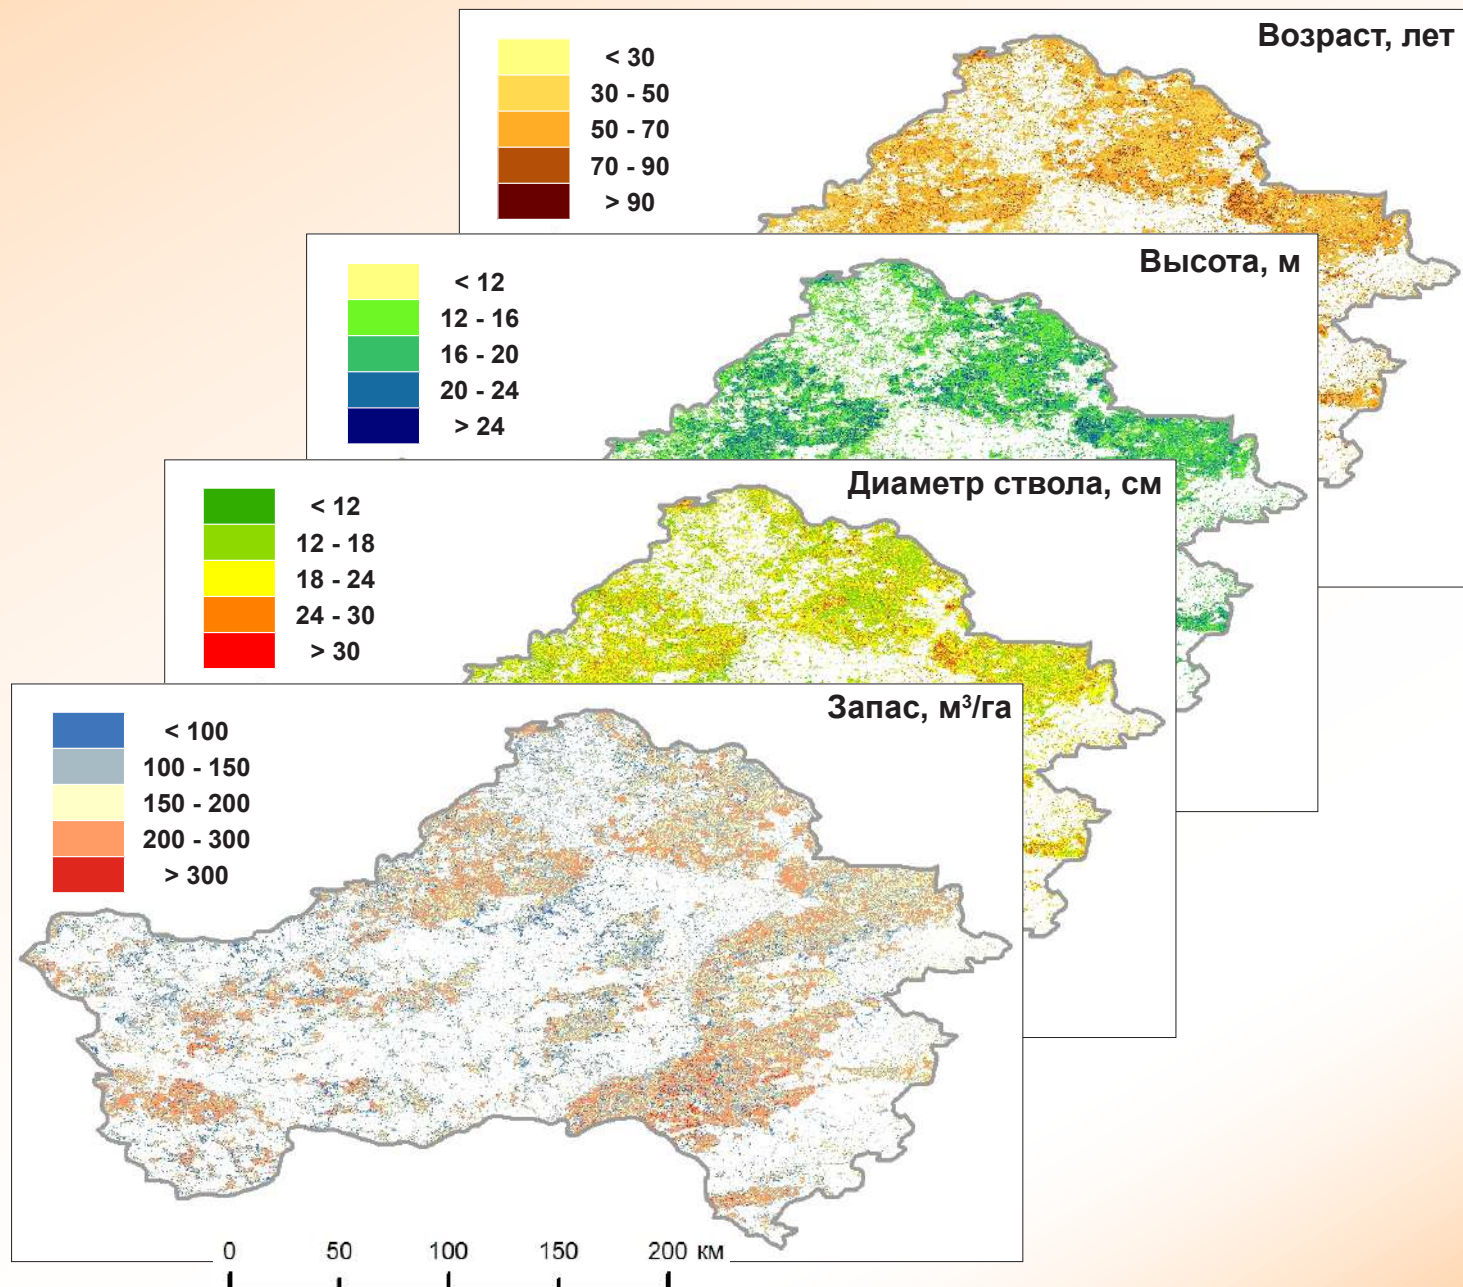 Возраст, лет
< 30
30 - 50
50 - 70
70 - 90
> 90
Высота, м
< 12
12 - 16
16 - 20
20 - 24
> 24
Диаметр ствола, см
< 12
12 - 18
18 - 24
24 - 30
> 30
Запас, м³/га
< 100
100 - 150
150 - 200
200 - 300
> 300
0 50 100 150 200 км